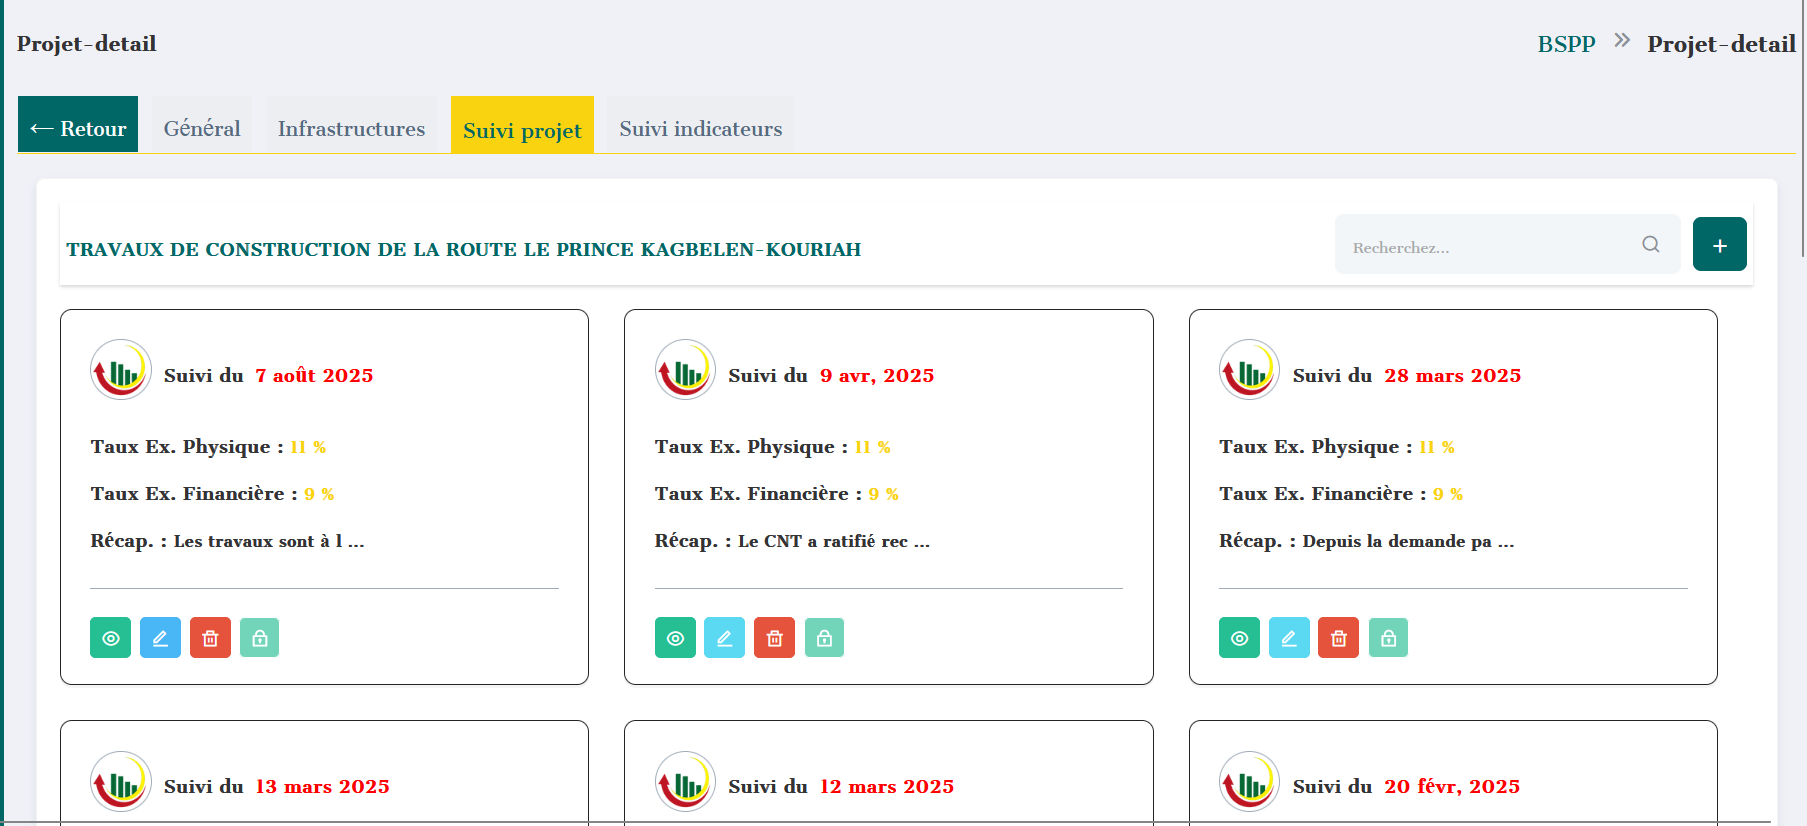 Projet-detail
BSPP » Projet-detail
← Retour
Général
Infrastructures
Suivi projet
Suivi indicateurs
TRAVAUX DE CONSTRUCTION DE LA ROUTE LE PRINCE KAGBELEN-KOURIAH
Recherchez...
+
Suivi du 7 août 2025
Taux Ex. Physique : 11 %
Taux Ex. Financière : 9 %
Récap. : Les travaux sont à l ...
Suivi du 9 avr, 2025
Taux Ex. Physique : 11 %
Taux Ex. Financière : 9 %
Récap. : Le CNT a ratifié rec ...
Suivi du 28 mars 2025
Taux Ex. Physique : 11 %
Taux Ex. Financière : 9 %
Récap. : Depuis la demande pa ...
Suivi du 13 mars 2025
Suivi du 12 mars 2025
Suivi du 20 févr, 2025